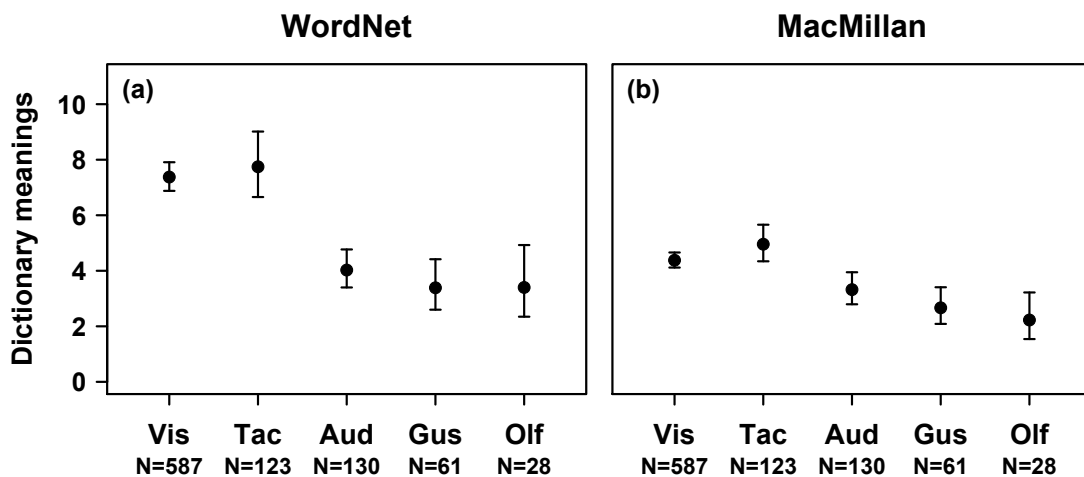 WordNet MacMillan
(a) (b)
Dictionary meanings
10
8
6
4
2
0
Vis Tac Aud Gus Olf Vis Tac Aud Gus Olf
N=587 N=123 N=130 N=61 N=28 N=587 N=123 N=130 N=61 N=28